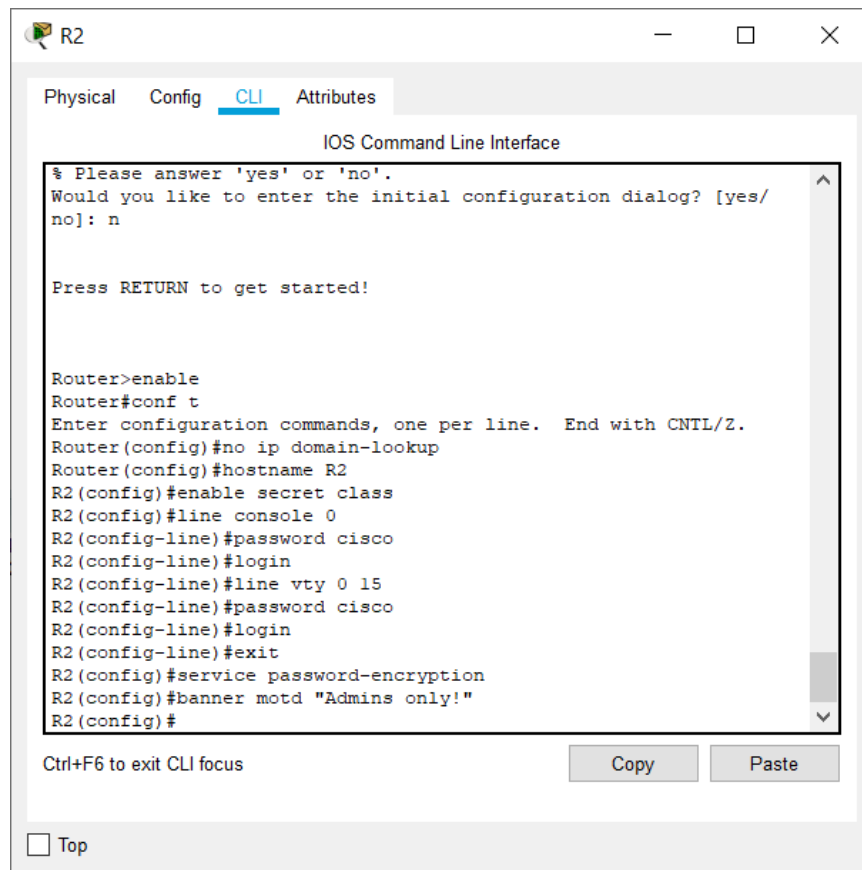 R2
Physical Config CLI Attributes
IOS Command Line Interface
% Please answer 'yes' or 'no'.
Would you like to enter the initial configuration dialog? [yes/
no]: n
Press RETURN to get started!
Router>enable
Router#conf t
Enter configuration commands, one per line.  End with CNTL/Z.
Router(config)#no ip domain-lookup
Router(config)#hostname R2
R2(config)#enable secret class
R2(config)#line console 0
R2(config-line)#password cisco
R2(config-line)#login
R2(config-line)#line vty 0 15
R2(config-line)#password cisco
R2(config-line)#login
R2(config-line)#exit
R2(config)#service password-encryption
R2(config)#banner motd "Admins only!"
R2(config)#
Ctrl+F6 to exit CLI focus Copy Paste
Top